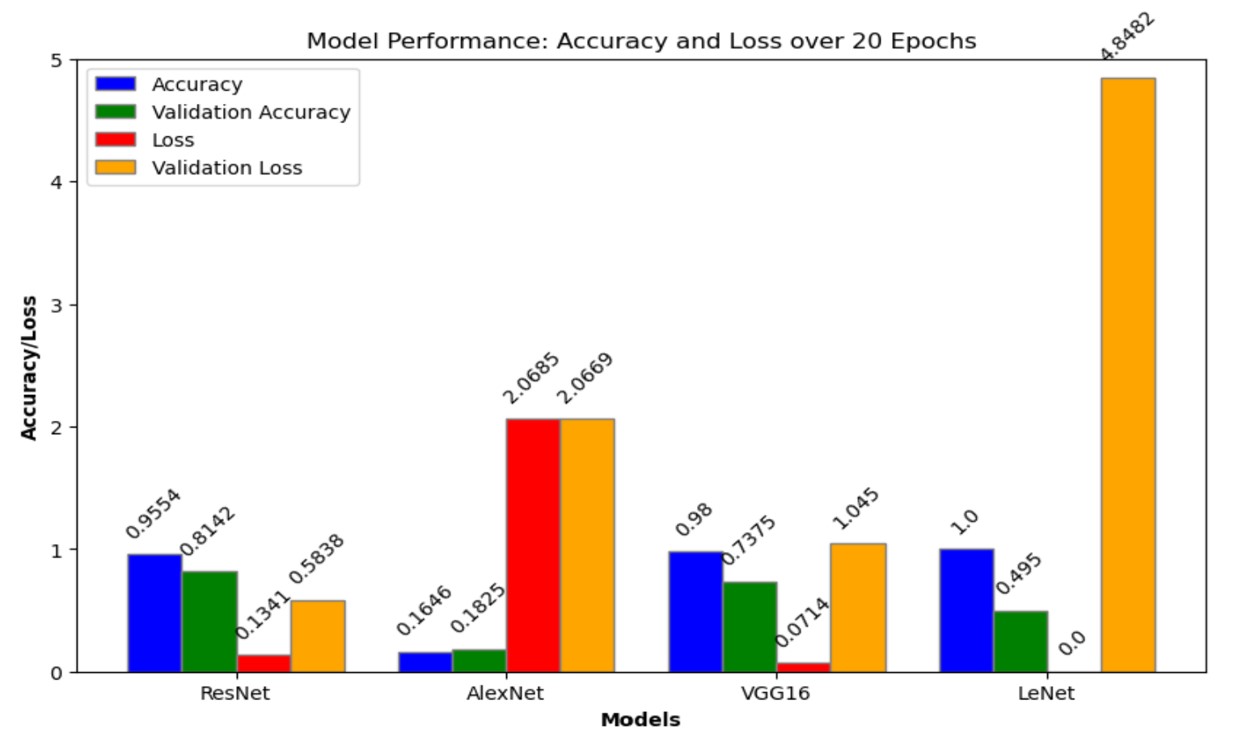 Model Performance: Accuracy and Loss over 20 Epochs
Accuracy
Validation Accuracy
Loss
Validation Loss
Accuracy/Loss
5
4
3
2
1
0
0.9554
0.8142
0.1341
0.5838
0.1646
0.1825
2.0685
2.0669
0.98
0.7375
0.0714
1.045
1.0
0.495
0.0
4.8482
ResNet
AlexNet
VGG16
LeNet
Models